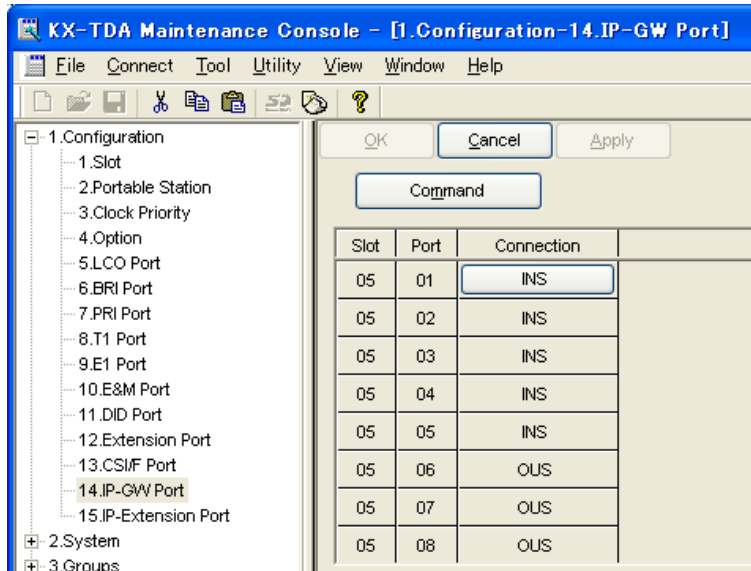 KX-TDA Maintenance Console - [1.Configuration-14.IP-GW Port]
File Connect Tool Utility View Window Help
1.Configuration
1.Slot
2.Portable Station
3.Clock Priority
4.Option
5.LCO Port
6.BRI Port
7.PRI Port
8.T1 Port
9.E1 Port
10.E&M Port
11.DID Port
12.Extension Port
13.CSI/F Port
14.IP-GW Port
15.IP-Extension Port
2.System
3.Groups
OK Cancel Apply
Command
Slot Port Connection
05 01 INS
05 02 INS
05 03 INS
05 04 INS
05 05 INS
05 06 OUS
05 07 OUS
05 08 OUS